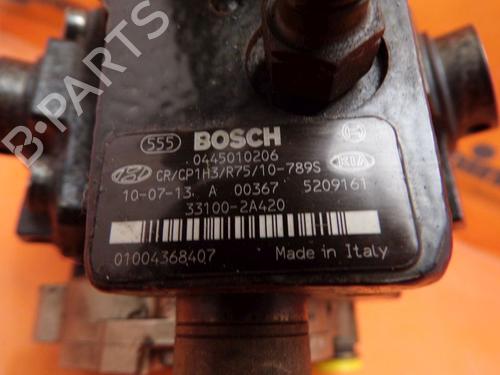 555 BOSCH
0445010206
CR/CP1H3/R75/10-789S KIA
10-07-13 A 00367 5209161
33100-2A420
01004368407 Made in Italy
B-PARTS